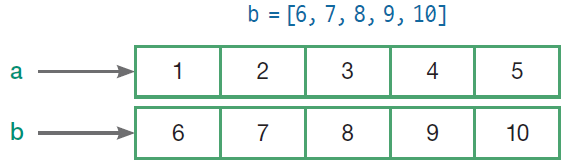 b = [6, 7, 8, 9, 10]
a 1 2 3 4 5
b 6 7 8 9 10